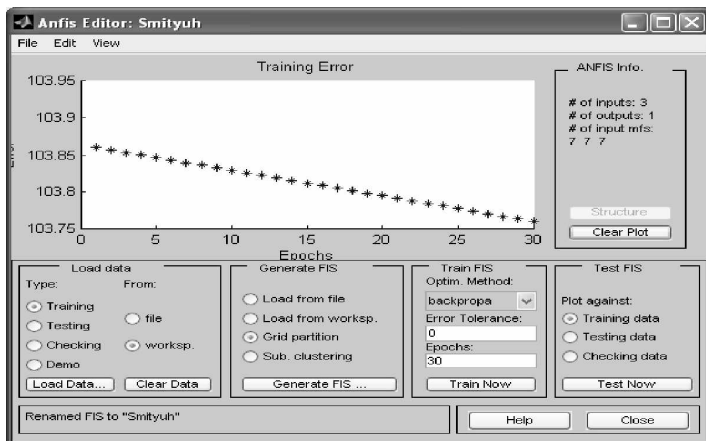 Anfis Editor: Smityuh
File Edit View
Training Error
103.95
103.9
103.85
103.8
103.75
0 5 10 15 20 25 30
Epochs
ANFIS Info.
# of inputs: 3
# of outputs: 1
# of input mfs:
7 7 7
Structure
Clear Plot
Load data
Type: From:
Training
Testing
Checking
Demo
file
worksp.
Load Data... Clear Data
Generate FIS
Load from file
Load from worksp.
Grid partition
Sub. clustering
Generate FIS ...
Train FIS
Optim. Method:
backpropa
Error Tolerance:
0
Epochs:
30
Train Now
Test FIS
Plot against:
Training data
Testing data
Checking data
Test Now
Renamed FIS to "Smityuh"
Help Close